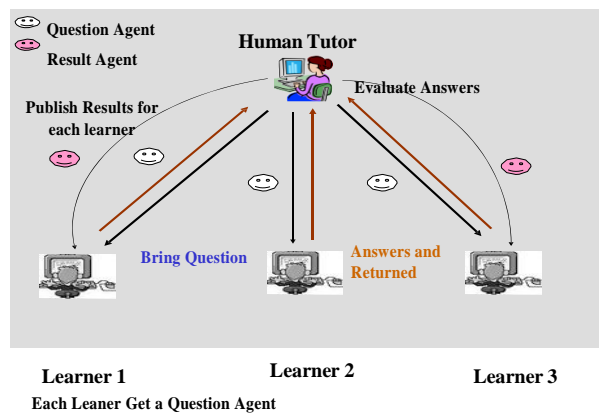 Question Agent
Result Agent
Human Tutor
Evaluate Answers
Publish Results for
each learner
Bring Question
Answers and
Returned
Learner 1
Learner 2
Learner 3
Each Leaner Get a Question Agent